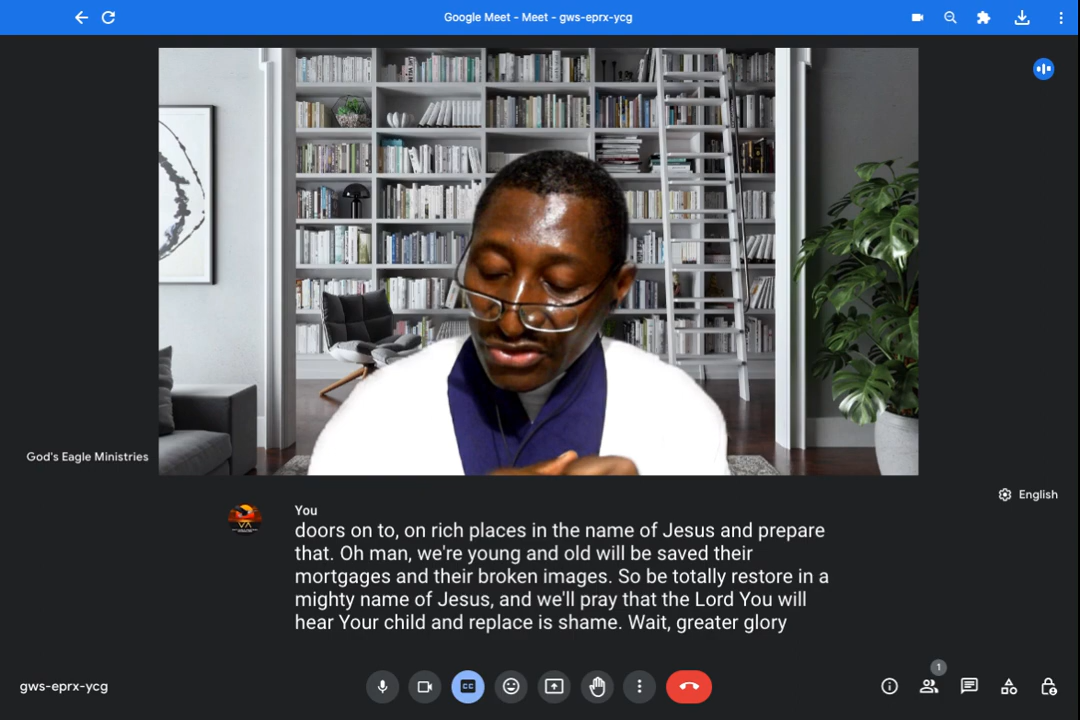 Google Meet - Meet - gws-eprx-ycg
God's Eagle Ministries
English
You
doors on to, on rich places in the name of Jesus and prepare
that. Oh man, we're young and old will be saved their
mortgages and their broken images. So be totally restore in a
mighty name of Jesus, and we'll pray that the Lord You will
hear Your child and replace is shame. Wait, greater glory
gws-eprx-ycg
CC
1